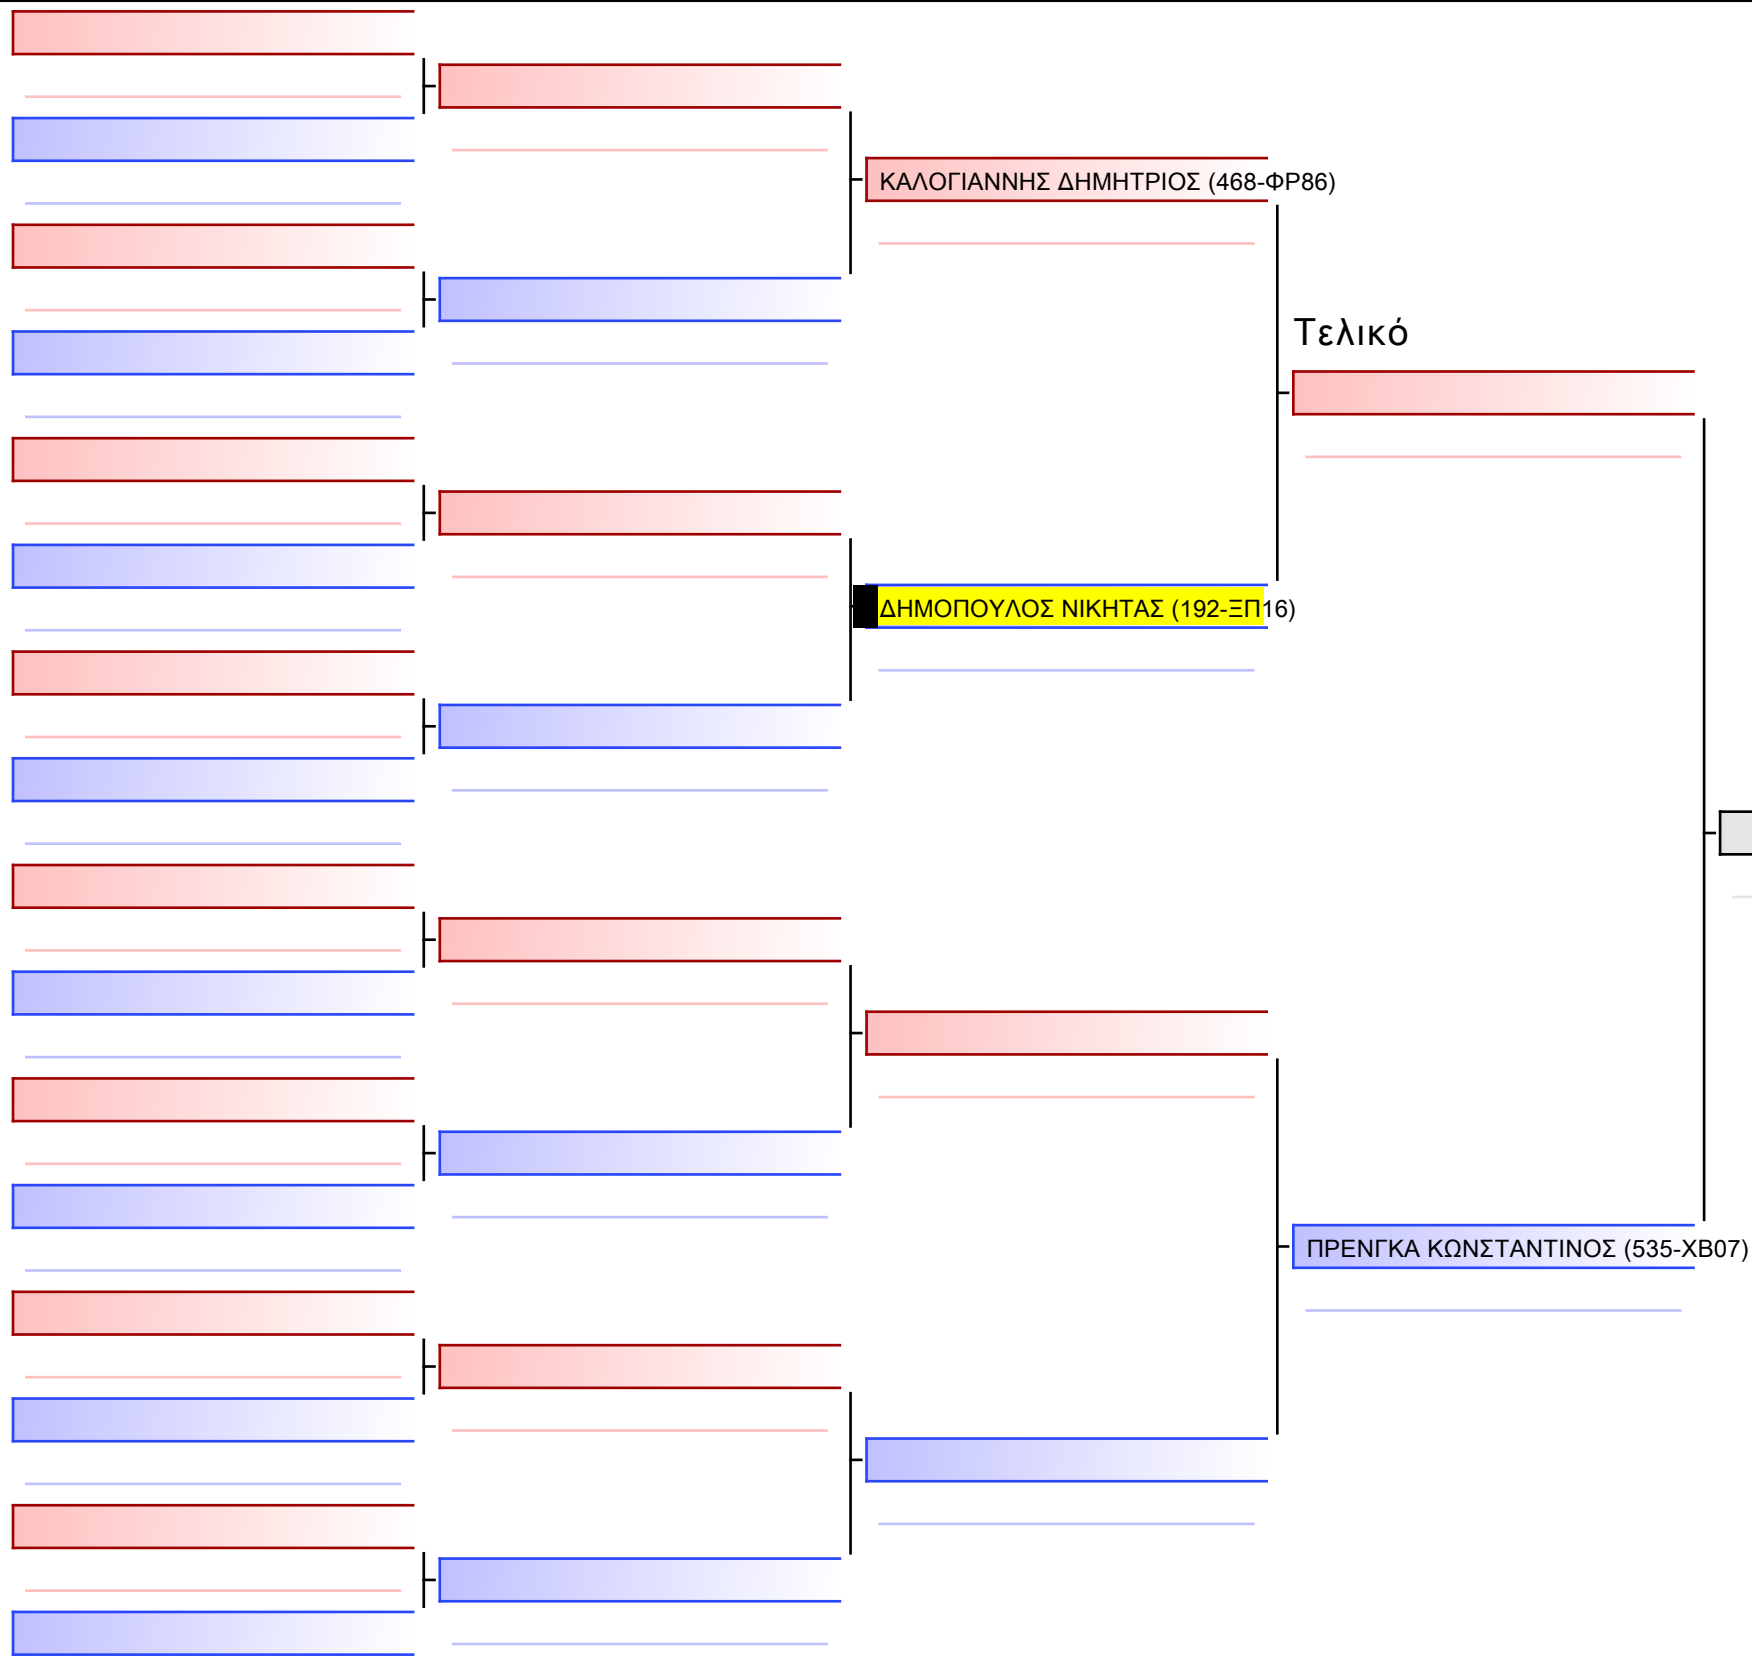 ΚΑΛΟΓΙΑΝΝΗΣ ΔΗΜΗΤΡΙΟΣ (468-ΦΡ86)
Τελικό
ΔΗΜΟΠΟΥΛΟΣ ΝΙΚΗΤΑΣ (192-ΞΠ16)
ΠΡΕΝΓΚΑ ΚΩΝΣΤΑΝΤΙΝΟΣ (535-ΧΒ07)